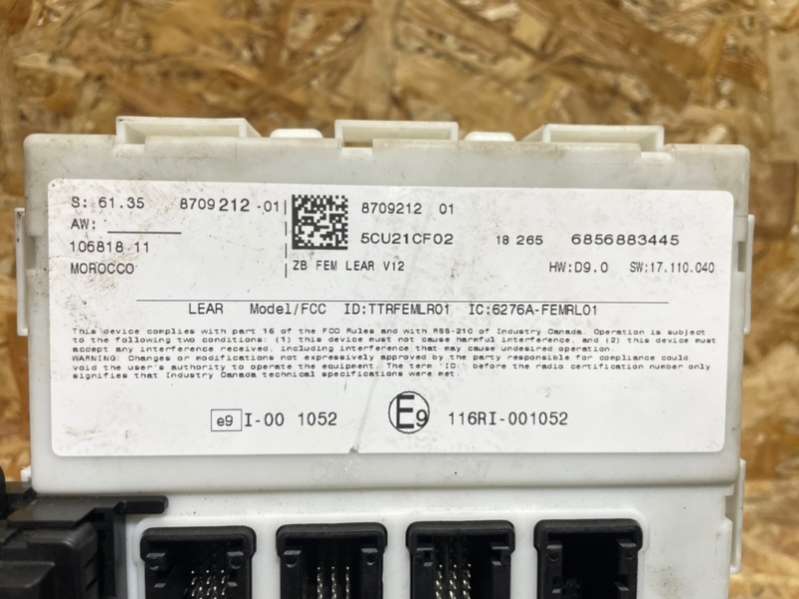 S: 61.35 8709212 -01 8709212 01
AW:
5CU21CF02 18 265 6856883445
106818 11
MOROCCO ZB FEM LEAR V12 HW:D9.0 SW:17.110.040
LEAR Model/FCC ID:TTRFEMLR01 IC:6276A-FEMRL01
This device complies with part 15 of the FCC Rules and with RSS-210 of Industry Canada. Operation is subject
to the following two conditions: (1) this device must not cause harmful interference, and (2) this device must
accept any interference received, including interference that may cause undesired operation.
WARNING: Changes or modifications not expressively approved by the party responsible for compliance could
void the user's authority to operate the equipment. The term 'ID:' before the radio certification number only
signifies that Industry Canada technical specifications were met.
e9 I-00 1052 E9 116RI-001052